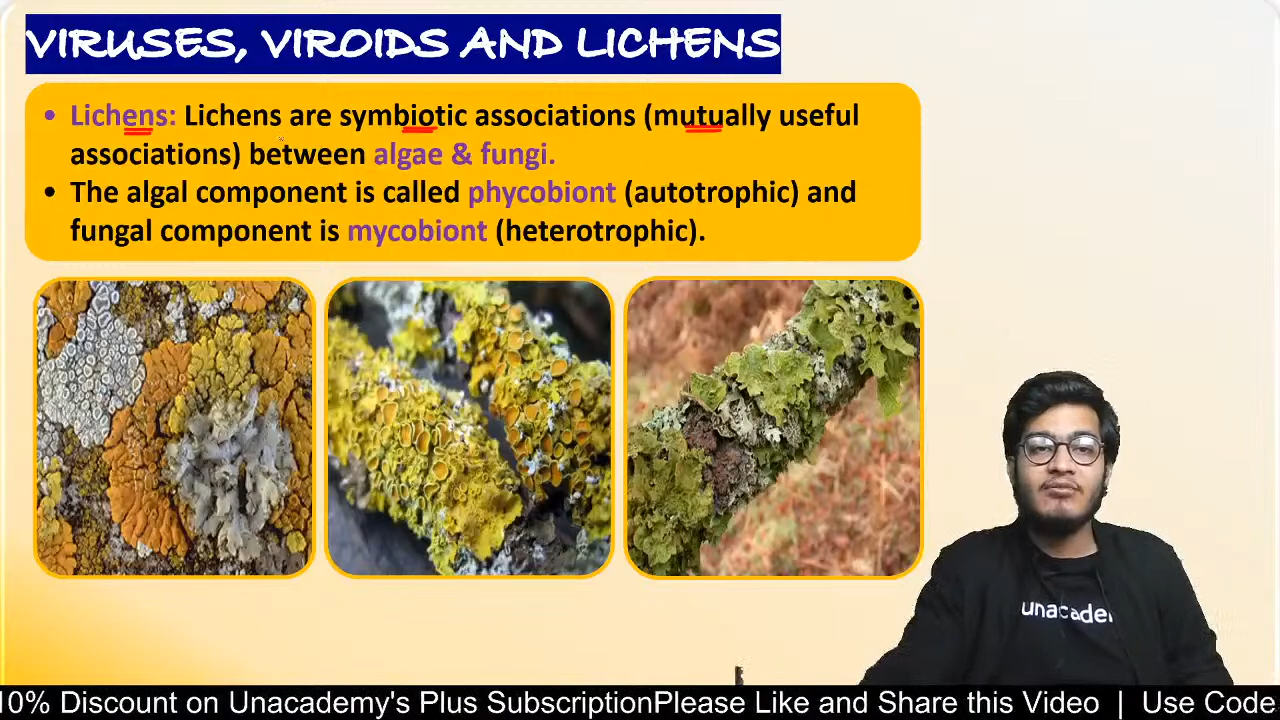 VIRUSES, VIROIDS AND LICHENS
• Lichens: Lichens are symbiotic associations (mutually useful
associations) between algae & fungi.
• The algal component is called phycobiont (autotrophic) and
fungal component is mycobiont (heterotrophic).
unacader
10% Discount on Unacademy's Plus SubscriptionPlease Like and Share this Video | Use Code